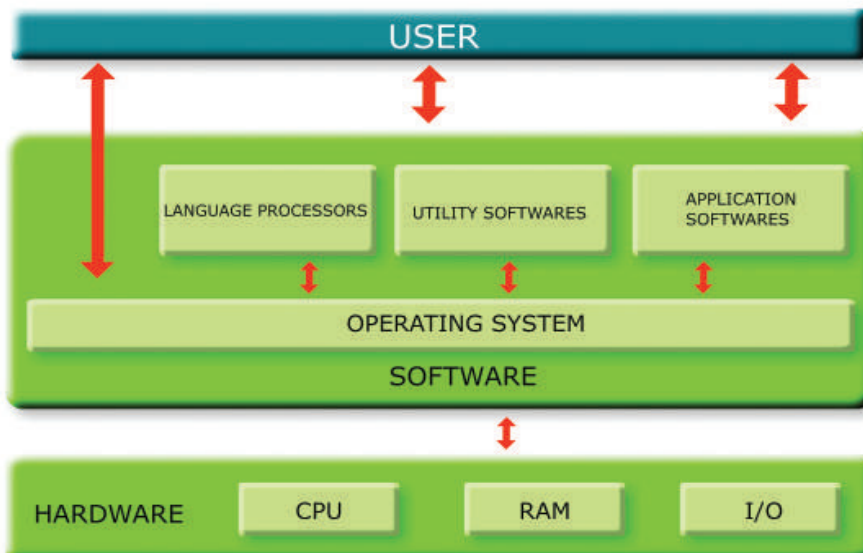 USER
LANGUAGE PROCESSORS
UTILITY SOFTWARES
APPLICATION
SOFTWARES
OPERATING SYSTEM
SOFTWARE
HARDWARE
CPU
RAM
I/O